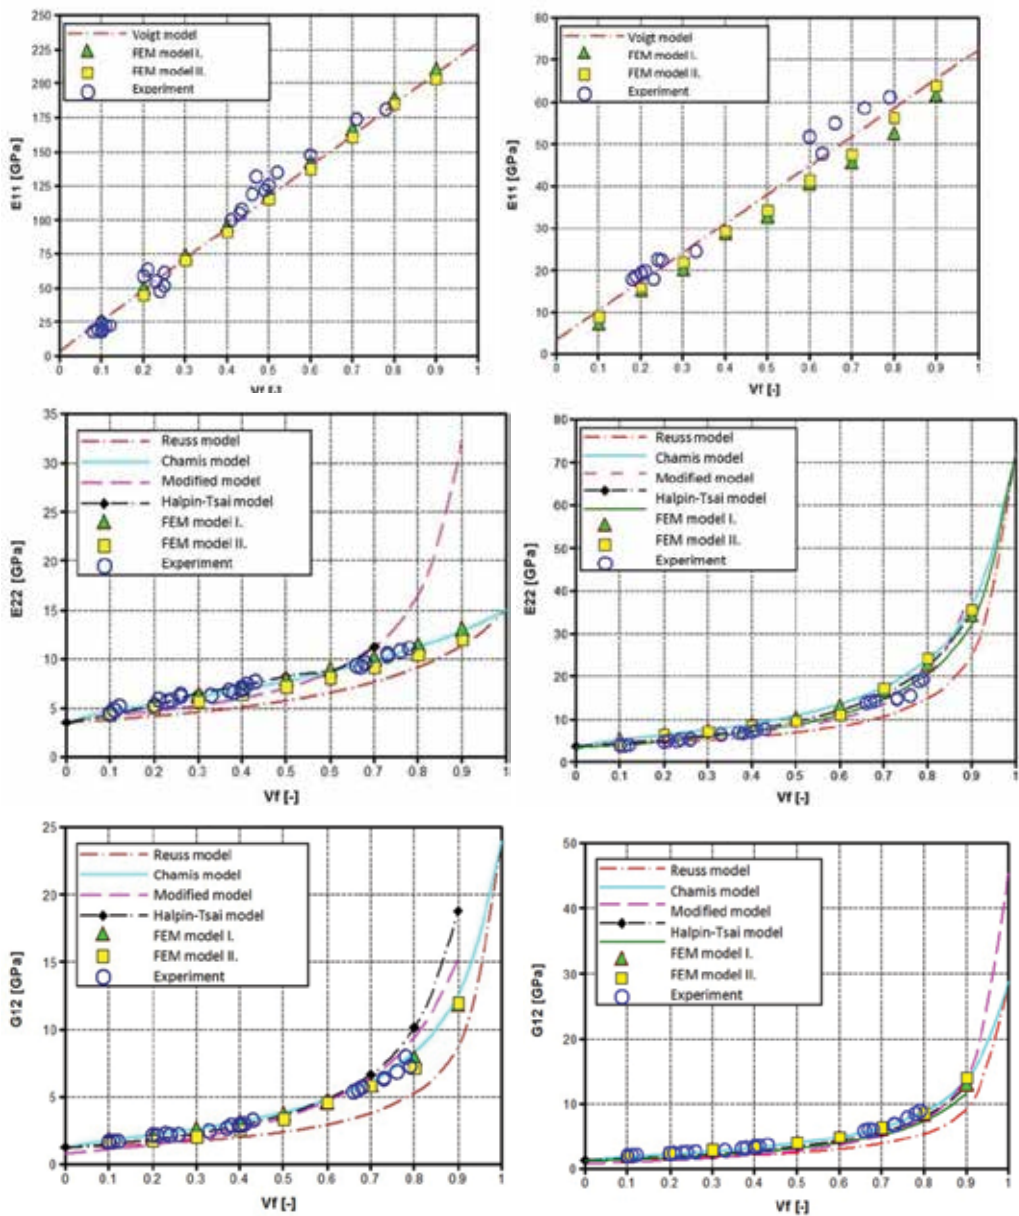 250
225
200
175
150
125
100
75
50
25
0
E11 [GPa]
Voigt model
FEM model I.
FEM model II.
Experiment
0 0.1 0.2 0.3 0.4 0.5 0.6 0.7 0.8 0.9 1
Vf [-]
80
70
60
50
40
30
20
10
0
E11 [GPa]
Voigt model
FEM model I.
FEM model II.
Experiment
0 0.1 0.2 0.3 0.4 0.5 0.6 0.7 0.8 0.9 1
Vf [-]
35
30
25
20
15
10
5
0
E22 [GPa]
Reuss model
Chamis model
Modified model
Halpin-Tsai model
FEM model I.
FEM model II.
Experiment
0 0.1 0.2 0.3 0.4 0.5 0.6 0.7 0.8 0.9 1
Vf [-]
80
70
60
50
40
30
20
10
0
E22 [GPa]
Reuss model
Chamis model
Modified model
Halpin-Tsai model
FEM model I.
FEM model II.
Experiment
0 0.1 0.2 0.3 0.4 0.5 0.6 0.7 0.8 0.9 1
Vf [-]
25
20
15
10
5
0
G12 [GPa]
Reuss model
Chamis model
Modified model
Halpin-Tsai model
FEM model I.
FEM model II.
Experiment
0 0.1 0.2 0.3 0.4 0.5 0.6 0.7 0.8 0.9 1
Vf [-]
50
40
30
20
10
0
G12 [GPa]
Reuss model
Chamis model
Modified model
Halpin-Tsai model
FEM model I.
FEM model II.
Experiment
0 0.1 0.2 0.3 0.4 0.5 0.6 0.7 0.8 0.9 1
Vf [-]